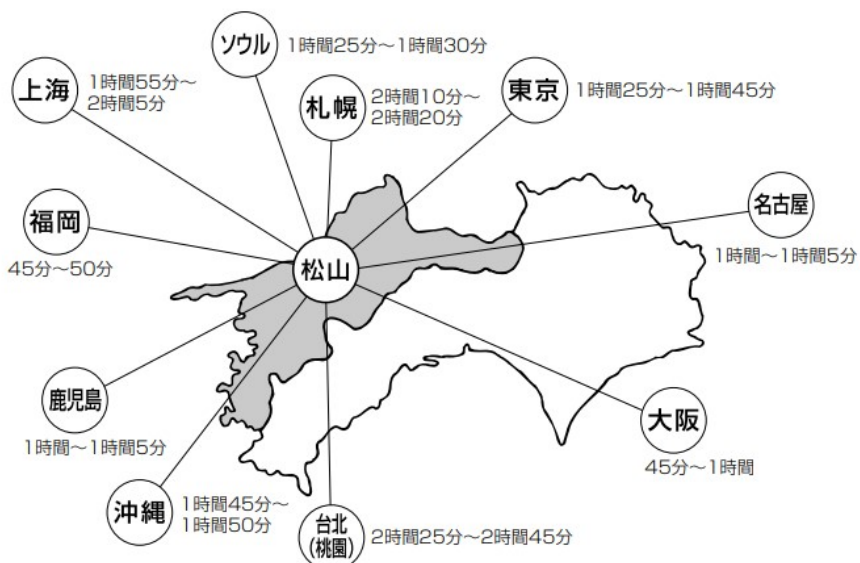 ソウル
1時間25分～1時間30分
上海
1時間55分～
2時間5分
札幌
2時間10分～
2時間20分
東京
1時間25分～1時間45分
福岡
45分～50分
名古屋
1時間～1時間5分
松山
鹿児島
1時間～1時間5分
大阪
45分～1時間
沖縄
1時間45分～
1時間50分
台北
(桃園)
2時間25分～2時間45分